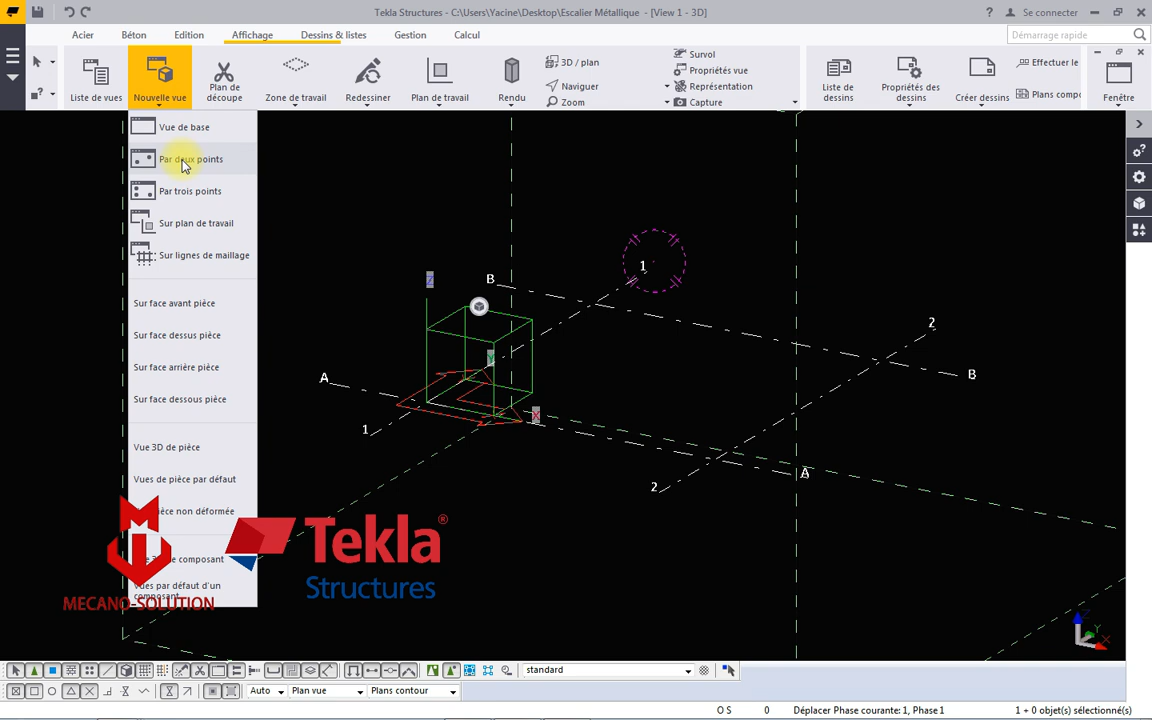 Tekla Structures - C:\Users\Yacine\Desktop\Escalier Métallique - [View 1 - 3D]
Se connecter
Acier
Béton
Edition
Affichage
Dessins & listes
Gestion
Calcul
Démarrage rapide
Liste de vues
Nouvelle vue
Plan de découpe
Zone de travail
Redessiner
Plan de travail
Rendu
3D / plan
Naviguer
Zoom
Survol
Propriétés vue
Représentation
Capture
Liste de dessins
Propriétés des dessins
Créer dessins
Effectuer le
Plans compo
Fenêtre
Vue de base
Par deux points
Par trois points
Sur plan de travail
Sur lignes de maillage
Sur face avant pièce
Sur face dessus pièce
Sur face arrière pièce
Sur face dessous pièce
Vue 3D de pièce
Vues de pièce par défaut
ièce non déformée
composant
Vues par défaut d'un
composant
MECANO-SOLUTION
Tekla®
Structures
Z
B
1
2
Y
A
B
X
1
A
2
Z
Y
X
standard
Auto
Plan vue
Plans contour
O S
0
Déplacer Phase courante: 1, Phase 1
1 + 0 objet(s) sélectionné(s)